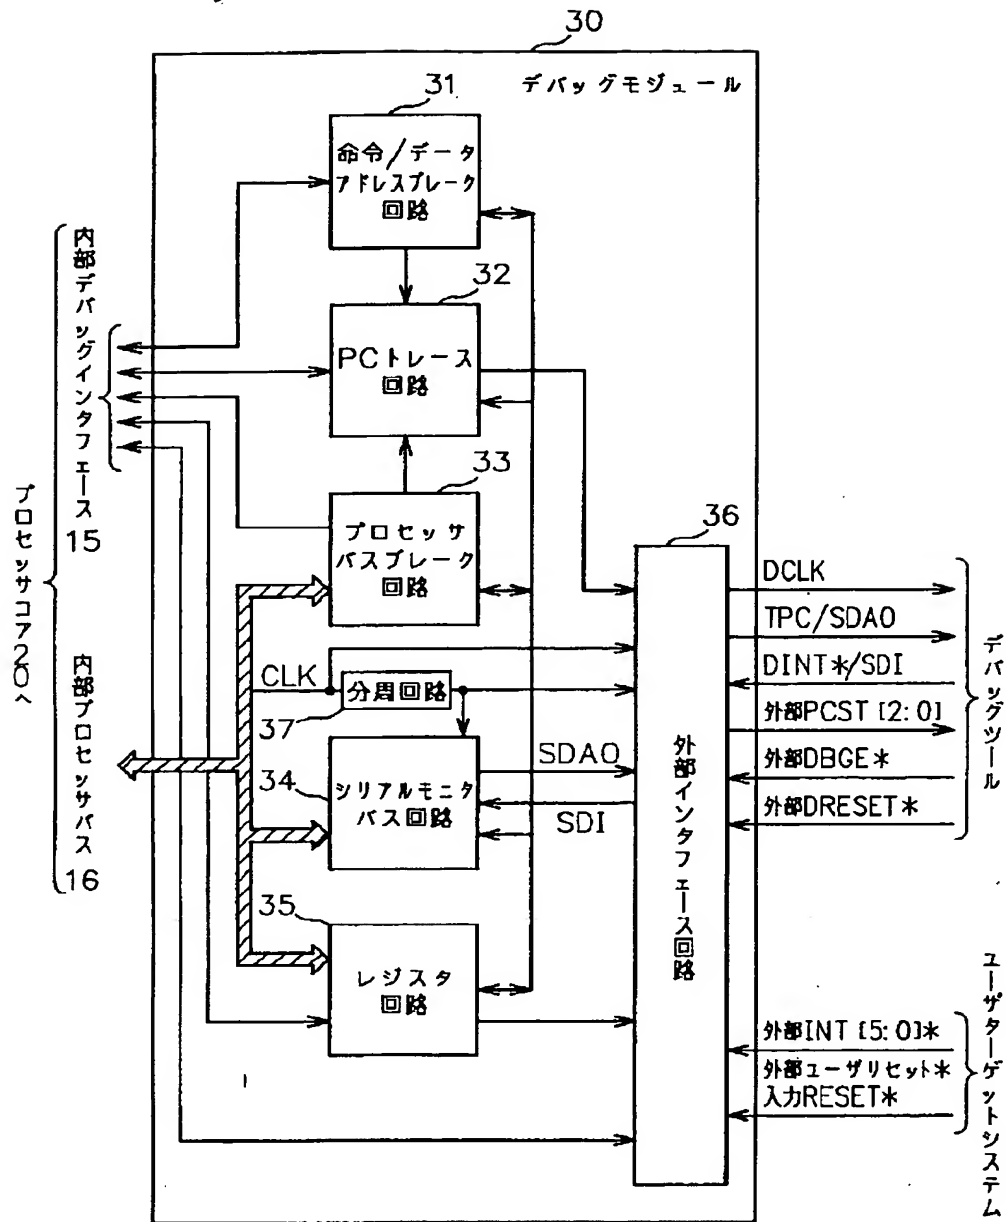 30
デバッグモジュール
31
命令/データ
アドレスブレーク
回路
32
PCトレース
回路
33
プロセッサ
バスブレーク
回路
CLK
分周回路
37
34
シリアルモニタ
バス回路
SDAO
SDI
35
レジスタ
回路
36
外部インタフェース回路
プロセッサコア20へ
内部デバッグインタフェース
15
内部プロセッサバス
16
DCLK
TPC/SDAO
DINT*/SDI
外部PCST [2:0]
外部DBGE*
外部DRESET*
デバッグツール
外部INT [5:0]*
外部ユーザリセット*
入力RESET*
ユーザターゲットシステム